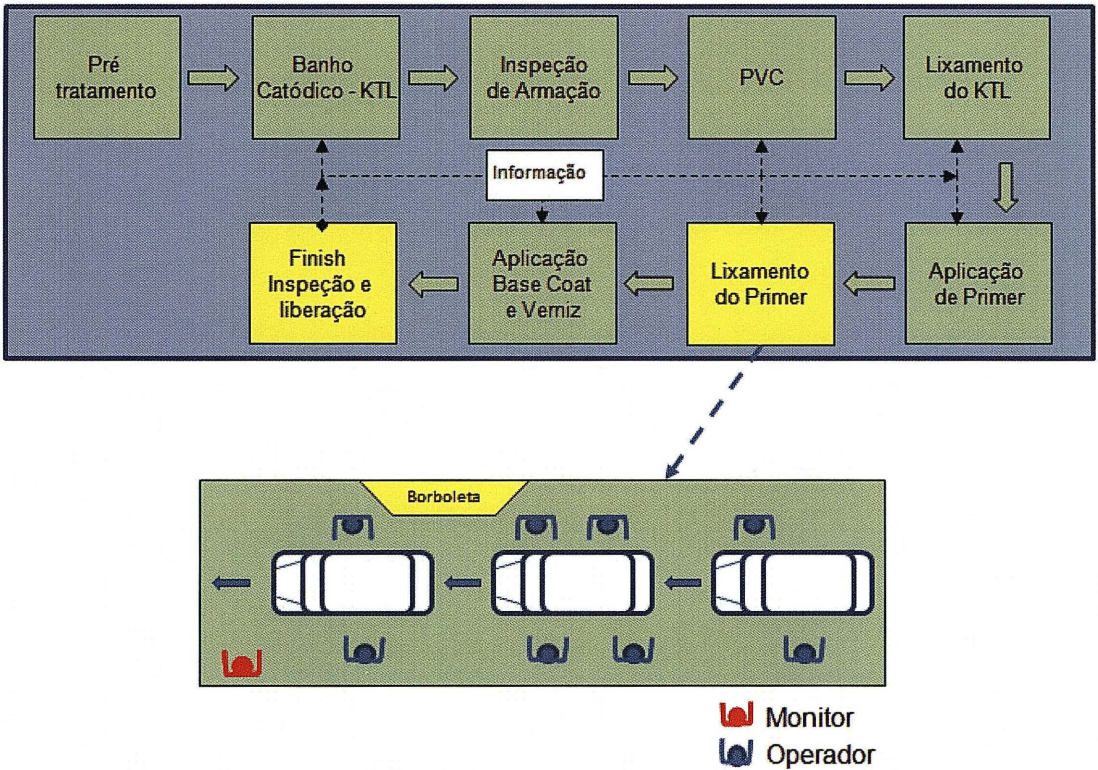 Pré
tratamento
Banho
Catódico - KTL
Inspeção
de Armação
PVC
Lixamento
do KTL
Informação
Finish
Inspeção e
liberação
Aplicação
Base Coat
e Verniz
Lixamento
do Primer
Aplicação
de Primer
Borboleta
Monitor
Operador